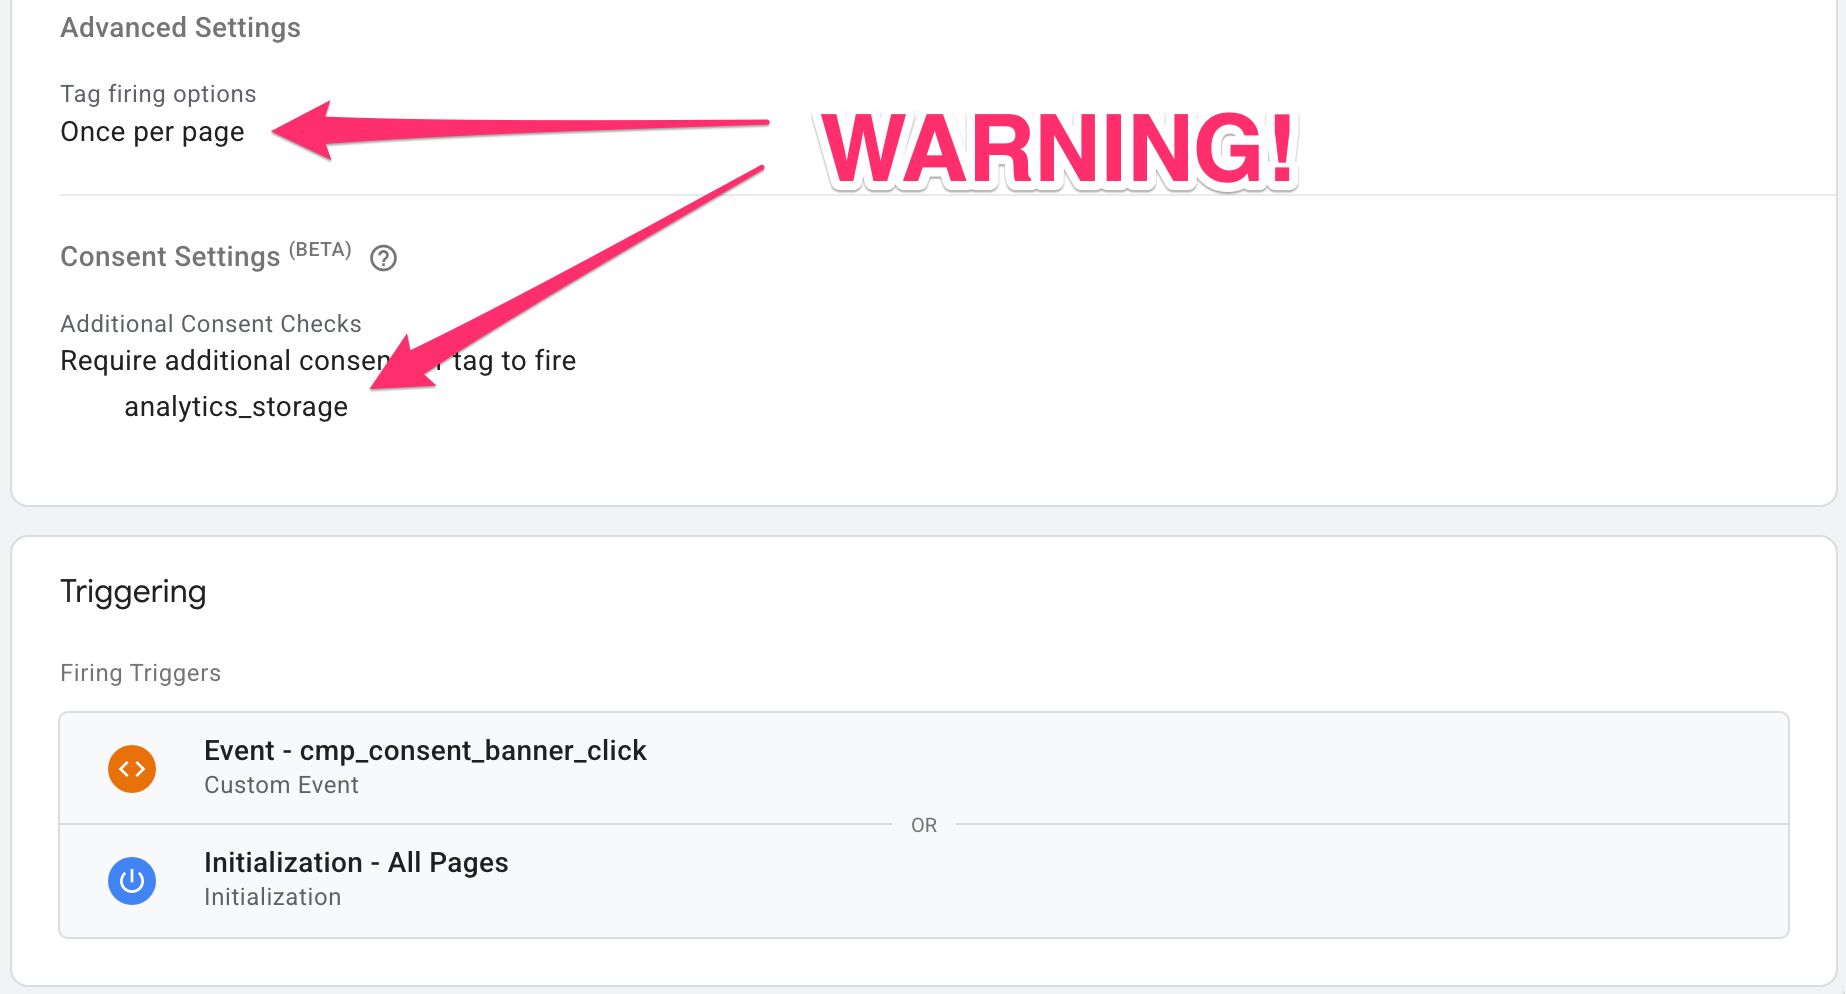 Advanced Settings
Tag firing options
Once per page
WARNING!
Consent Settings (BETA)
Additional Consent Checks
Require additional consen tag to fire
analytics_storage
Triggering
Firing Triggers
Event - cmp_consent_banner_click
Custom Event
OR
Initialization - All Pages
Initialization